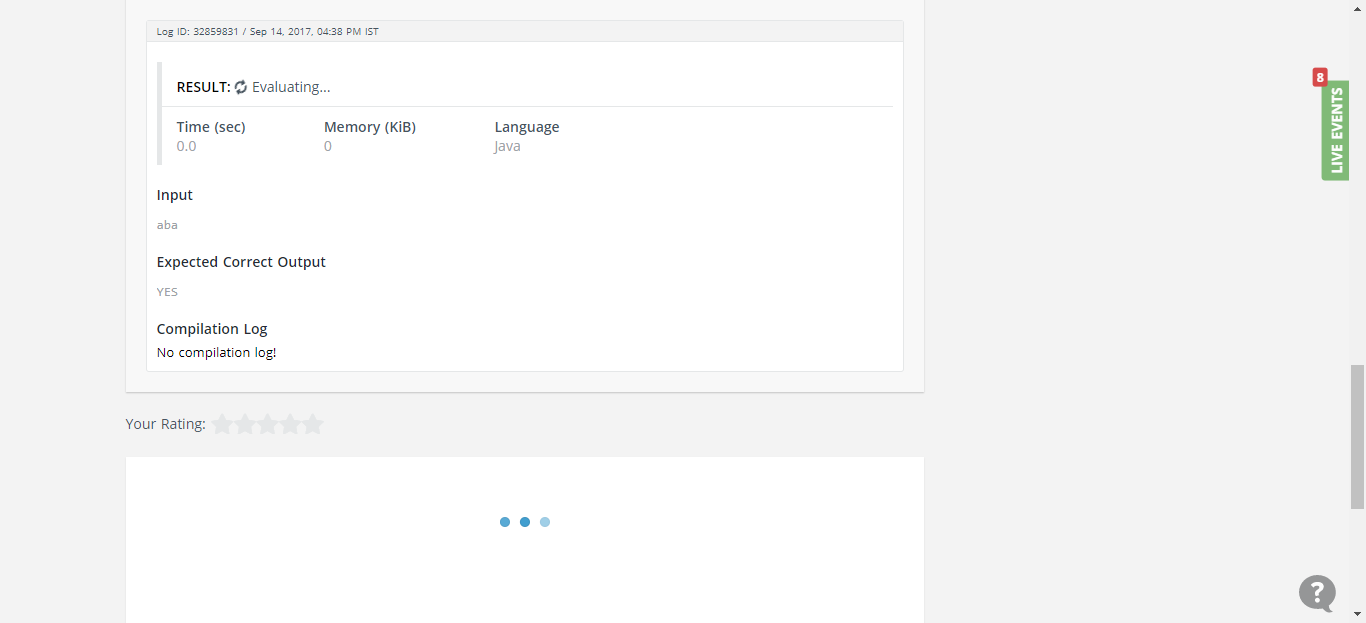 Log ID: 32859831 / Sep 14, 2017, 04:38 PM IST
RESULT: Evaluating...
Time (sec) Memory (KiB) Language
0.0 0 Java
Input
aba
Expected Correct Output
YES
Compilation Log
No compilation log!
Your Rating:
8
LIVE EVENTS
?